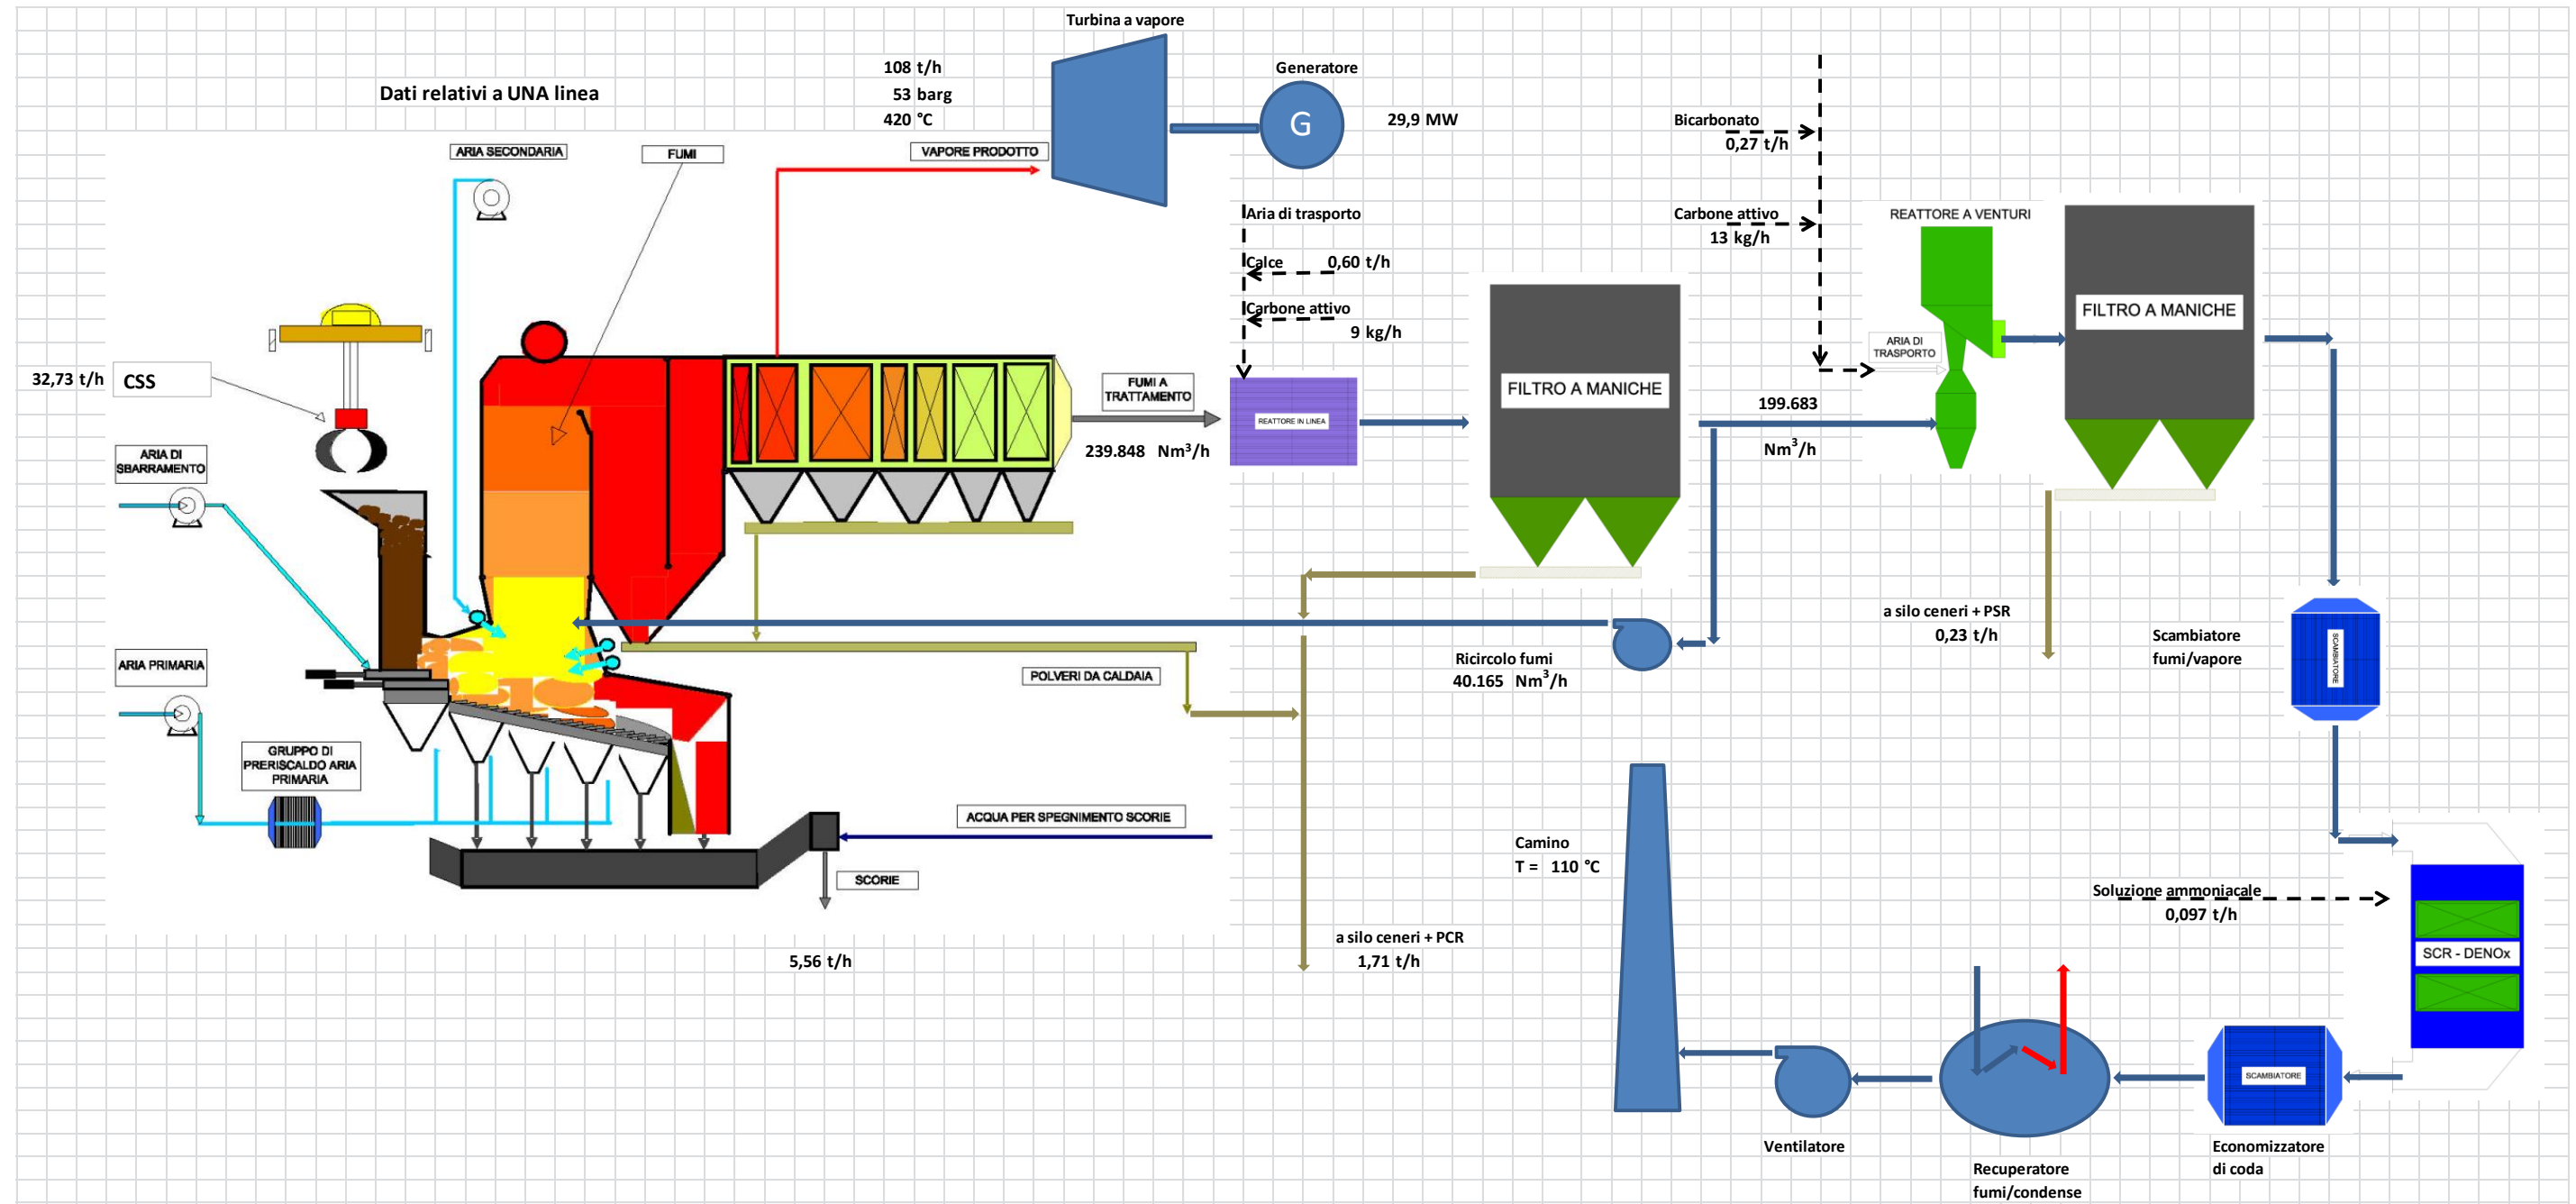 Turbina a vapore
108 t/h
53 barg
420 °C
Generatore
G
29,9 MW
Dati relativi a UNA linea
ARIA SECONDARIA
FUMI
VAPORE PRODOTTO
Bicarbonato
0,27 t/h
Carbone attivo
13 kg/h
Aria di trasporto
Calce 0,60 t/h
Carbone attivo
9 kg/h
REATTORE A VENTURI
FILTRO A MANICHE
ARIA DI
TRASPORTO
32,73 t/h CSS
FUMI A
TRATTAMENTO
239.848 Nm³/h
REATTORE IN LINEA
FILTRO A MANICHE
199.683
Nm³/h
ARIA DI
SBARRAMENTO
a silo ceneri + PSR
0,23 t/h
Scambiatore
fumi/vapore
SCAMBIATORE
ARIA PRIMARIA
POLVERI DA CALDAIA
Ricircolo fumi
40.165 Nm³/h
GRUPPO DI
PRERISCALDO ARIA
PRIMARIA
ACQUA PER SPEGNIMENTO SCORIE
SCORIE
5,56 t/h
Camino
T = 110 °C
a silo ceneri + PCR
1,71 t/h
Soluzione ammoniacale
0,097 t/h
SCR - DENOx
SCAMBIATORE
Ventilatore
Recuperatore
fumi/condense
Economizzatore
di coda